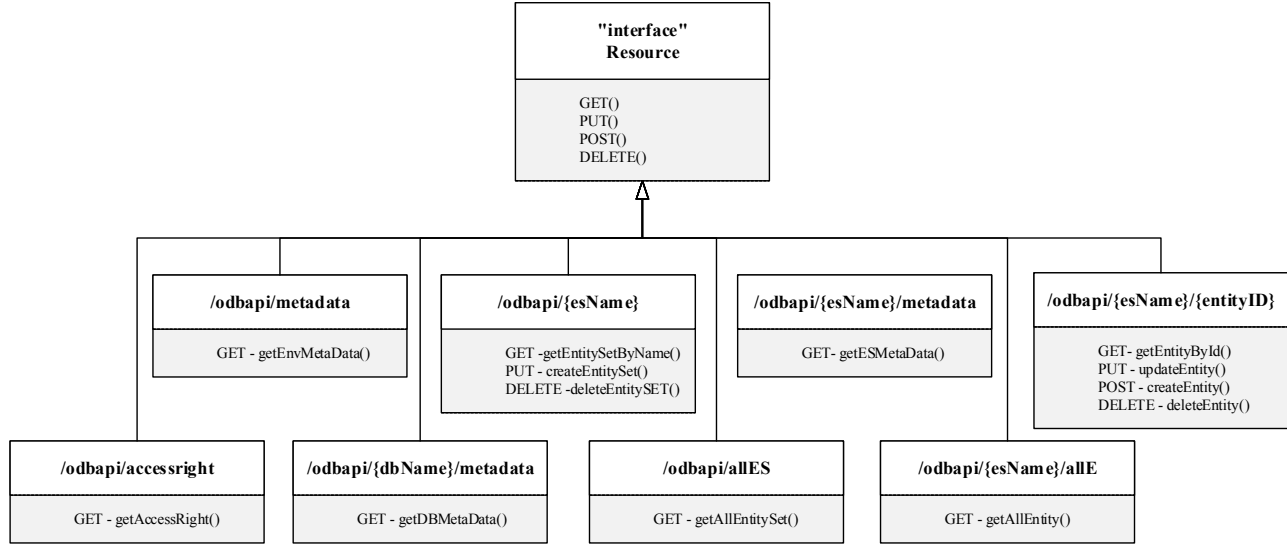 "interface"
Resource
GET()
PUT()
POST()
DELETE()
/odbapi/metadata
GET - getEnvMetaData()
/odbapi/{esName}
GET -getEntitySetByName()
PUT - createEntitySet()
DELETE -deleteEntitySET()
/odbapi/{esName}/metadata
GET- getESMetaData()
/odbapi/{esName}/{entityID}
GET- getEntityById()
PUT - updateEntity()
POST - createEntity()
DELETE - deleteEntity()
/odbapi/accessright
GET - getAccessRight()
/odbapi/{dbName}/metadata
GET - getDBMetaData()
/odbapi/allES
GET - getAllEntitySet()
/odbapi/{esName}/allE
GET - getAllEntity()